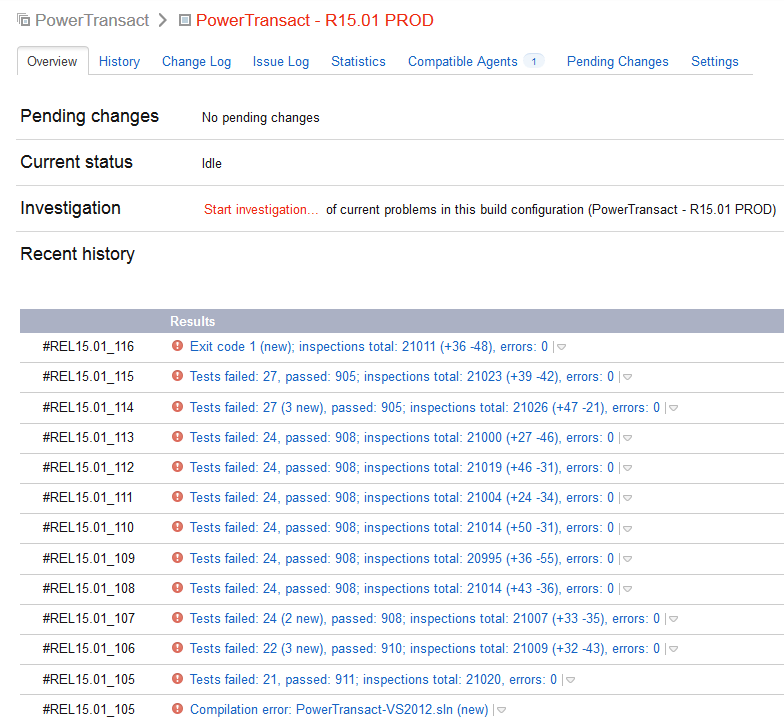 PowerTransact PowerTransact - R15.01 PROD
Overview History Change Log Issue Log Statistics Compatible Agents 1 Pending Changes Settings
Pending changes No pending changes
Current status Idle
Investigation Start investigation... of current problems in this build configuration (PowerTransact - R15.01 PROD)
Recent history
Results
#REL15.01_116 Exit code 1 (new); inspections total: 21011 (+36 -48), errors: 0
#REL15.01_115 Tests failed: 27, passed: 905; inspections total: 21023 (+39 -42), errors: 0
#REL15.01_114 Tests failed: 27 (3 new), passed: 905; inspections total: 21026 (+47 -21), errors: 0
#REL15.01_113 Tests failed: 24, passed: 908; inspections total: 21000 (+27 -46), errors: 0
#REL15.01_112 Tests failed: 24, passed: 908; inspections total: 21019 (+46 -31), errors: 0
#REL15.01_111 Tests failed: 24, passed: 908; inspections total: 21004 (+24 -34), errors: 0
#REL15.01_110 Tests failed: 24, passed: 908; inspections total: 21014 (+50 -31), errors: 0
#REL15.01_109 Tests failed: 24, passed: 908; inspections total: 20995 (+36 -55), errors: 0
#REL15.01_108 Tests failed: 24, passed: 908; inspections total: 21014 (+43 -36), errors: 0
#REL15.01_107 Tests failed: 24 (2 new), passed: 908; inspections total: 21007 (+33 -35), errors: 0
#REL15.01_106 Tests failed: 22 (3 new), passed: 910; inspections total: 21009 (+32 -43), errors: 0
#REL15.01_105 Tests failed: 21, passed: 911; inspections total: 21020, errors: 0
#REL15.01_105 Compilation error: PowerTransact-VS2012.sln (new)